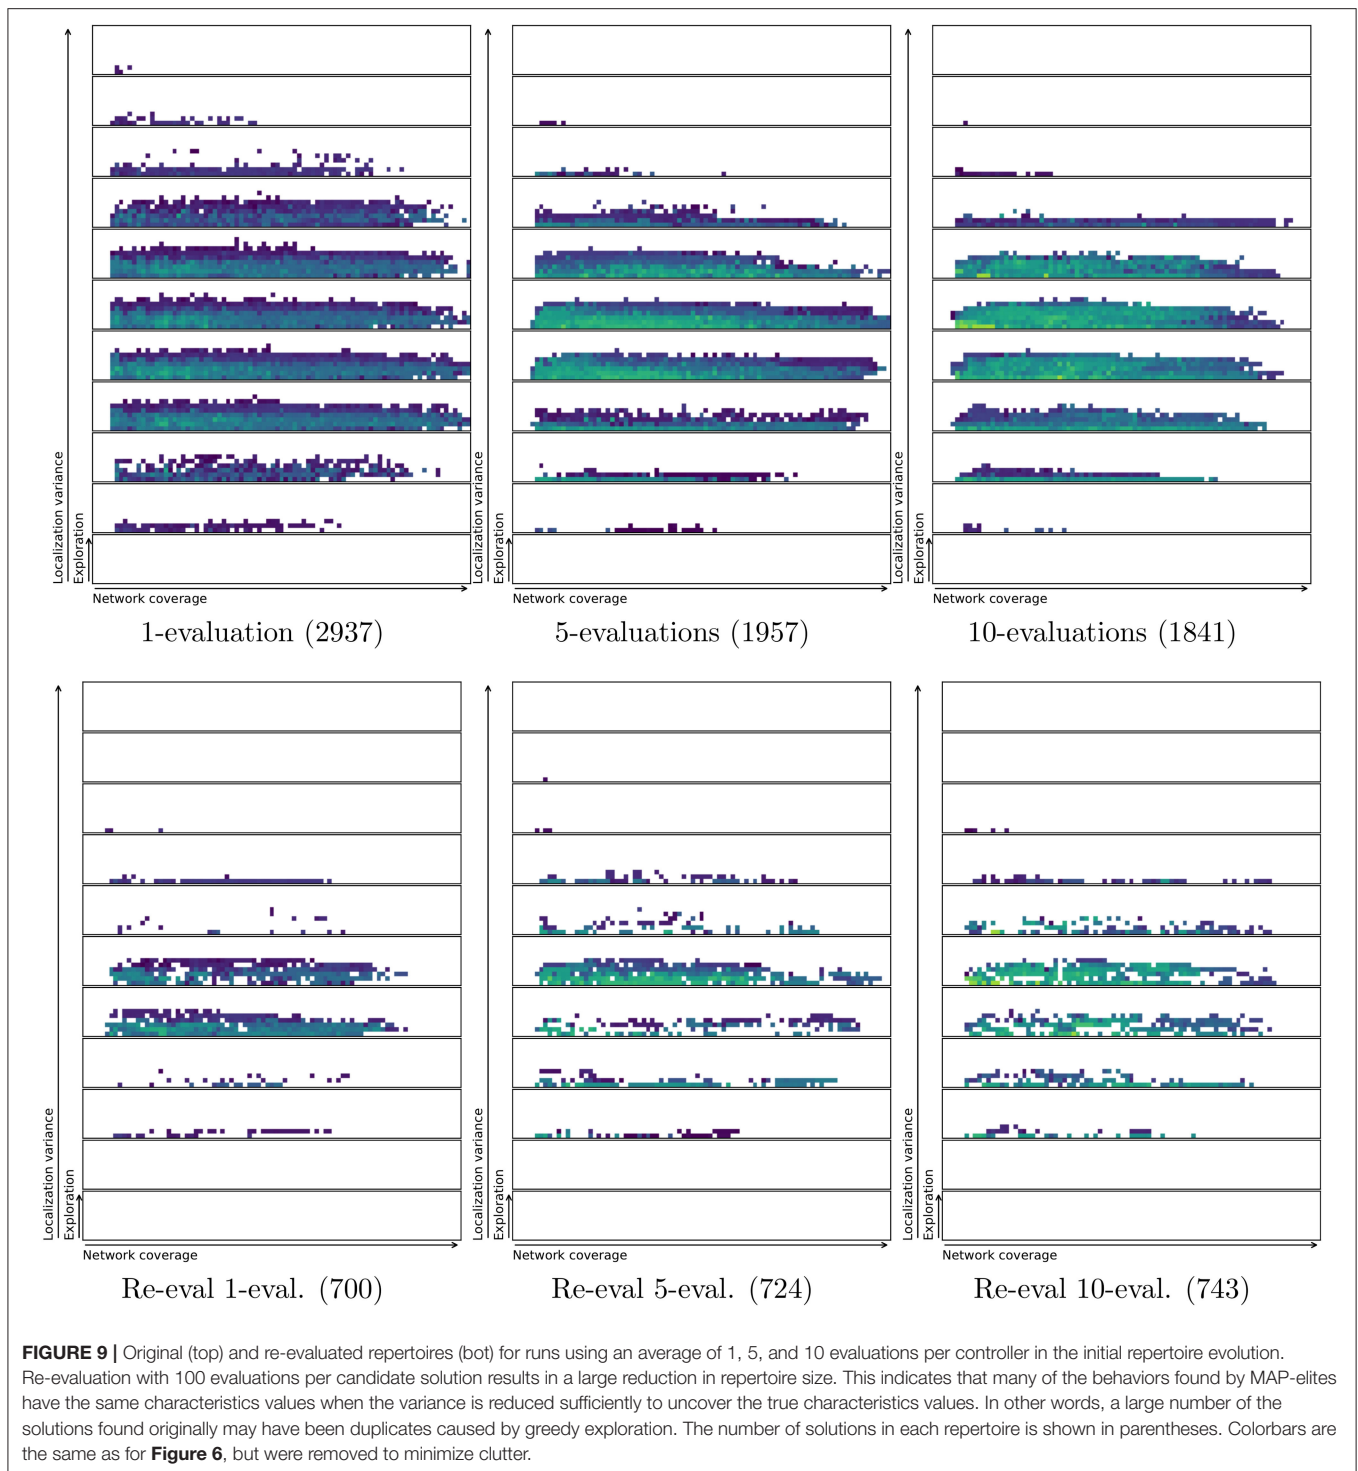 Localization variance
Exploration
Network coverage
1-evaluation (2937)
Localization variance
Exploration
Network coverage
5-evaluations (1957)
Localization variance
Exploration
Network coverage
10-evaluations (1841)
Localization variance
Exploration
Network coverage
Re-eval 1-eval. (700)
Localization variance
Exploration
Network coverage
Re-eval 5-eval. (724)
Localization variance
Exploration
Network coverage
Re-eval 10-eval. (743)
FIGURE 9 | Original (top) and re-evaluated repertoires (bot) for runs using an average of 1, 5, and 10 evaluations per controller in the initial repertoire evolution.
Re-evaluation with 100 evaluations per candidate solution results in a large reduction in repertoire size. This indicates that many of the behaviors found by MAP-elites
have the same characteristics values when the variance is reduced sufficiently to uncover the true characteristics values. In other words, a large number of the
solutions found originally may have been duplicates caused by greedy exploration. The number of solutions in each repertoire is shown in parentheses. Colorbars are
the same as for Figure 6, but were removed to minimize clutter.